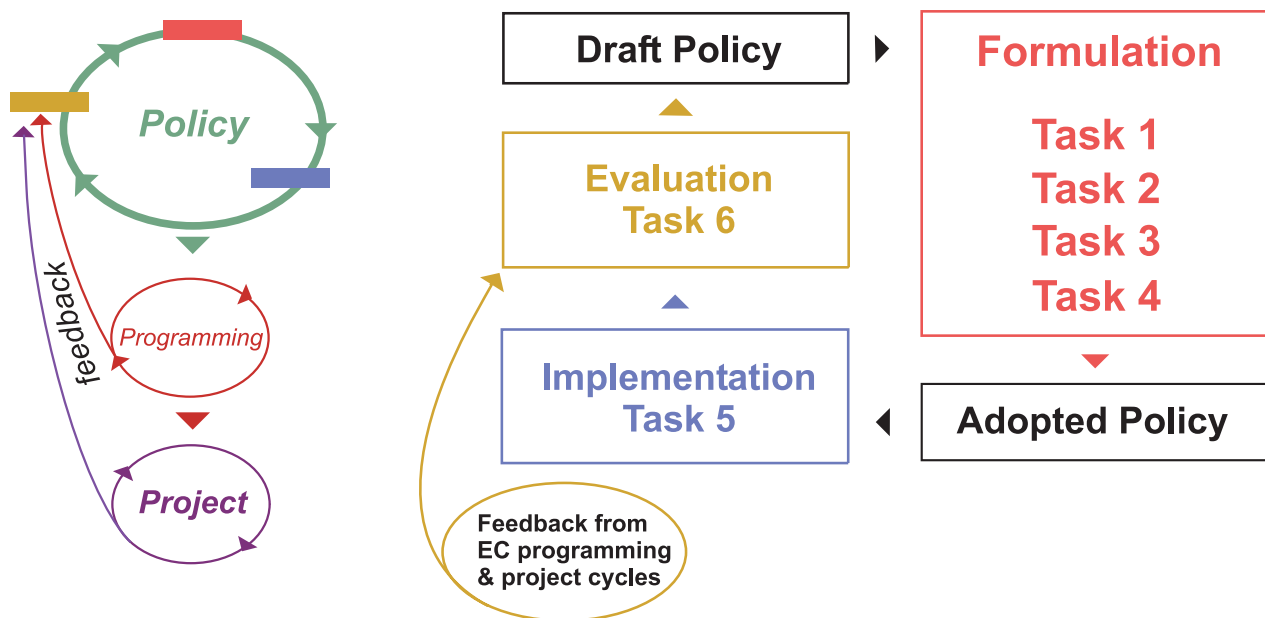 Policy
feedback
Programming
Project
Draft Policy
Evaluation
Task 6
Implementation
Task 5
Feedback from
EC programming
& project cycles
Formulation
Task 1
Task 2
Task 3
Task 4
Adopted Policy